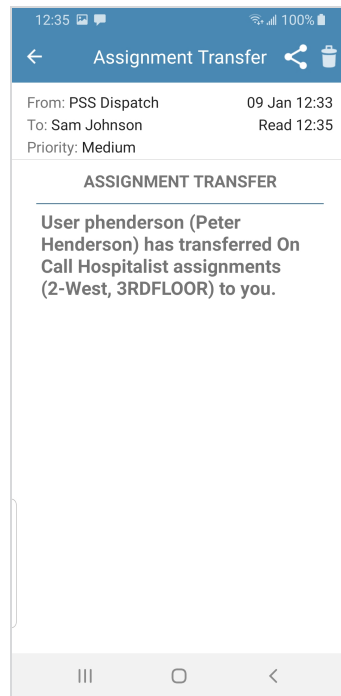 12:35 100%
Assignment Transfer
From: PSS Dispatch 09 Jan 12:33
To: Sam Johnson Read 12:35
Priority: Medium
ASSIGNMENT TRANSFER
User phenderson (Peter
Henderson) has transferred On
Call Hospitalist assignments
(2-West, 3RDFLOOR) to you.